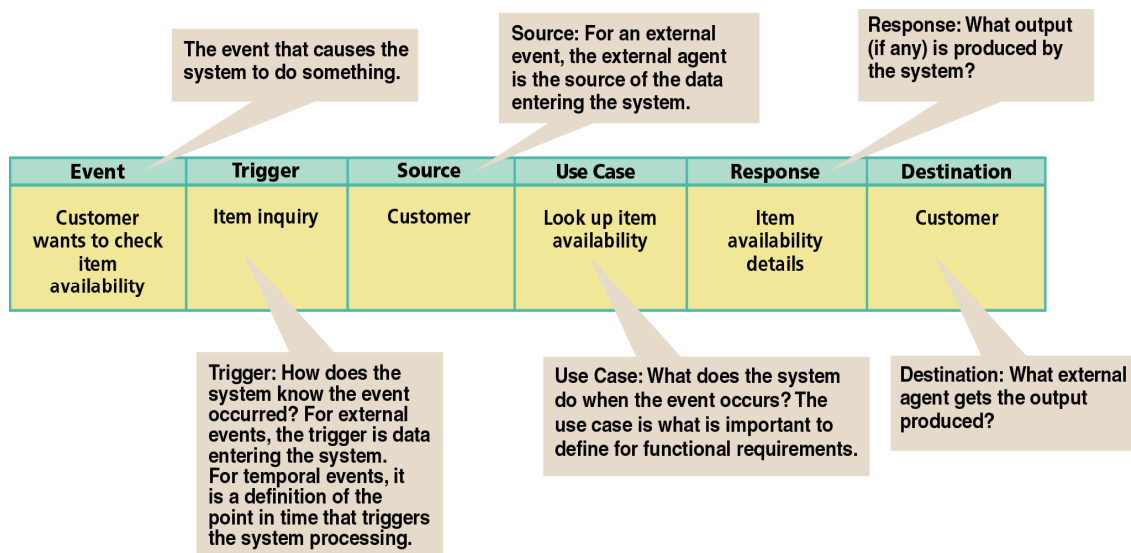 The event that causes the
system to do something.
Source: For an external
event, the external agent
is the source of the data
entering the system.
Response: What output
(if any) is produced by
the system?
Event
Trigger
Source
Use Case
Response
Destination
Customer
wants to check
item
availability
Item inquiry
Customer
Look up item
availability
Item
availability
details
Customer
Trigger: How does the
system know the event
occurred? For external
events, the trigger is data
entering the system.
For temporal events, it
is a definition of the
point in time that triggers
the system processing.
Use Case: What does the system
do when the event occurs? The
use case is what is important to
define for functional requirements.
Destination: What external
agent gets the output
produced?